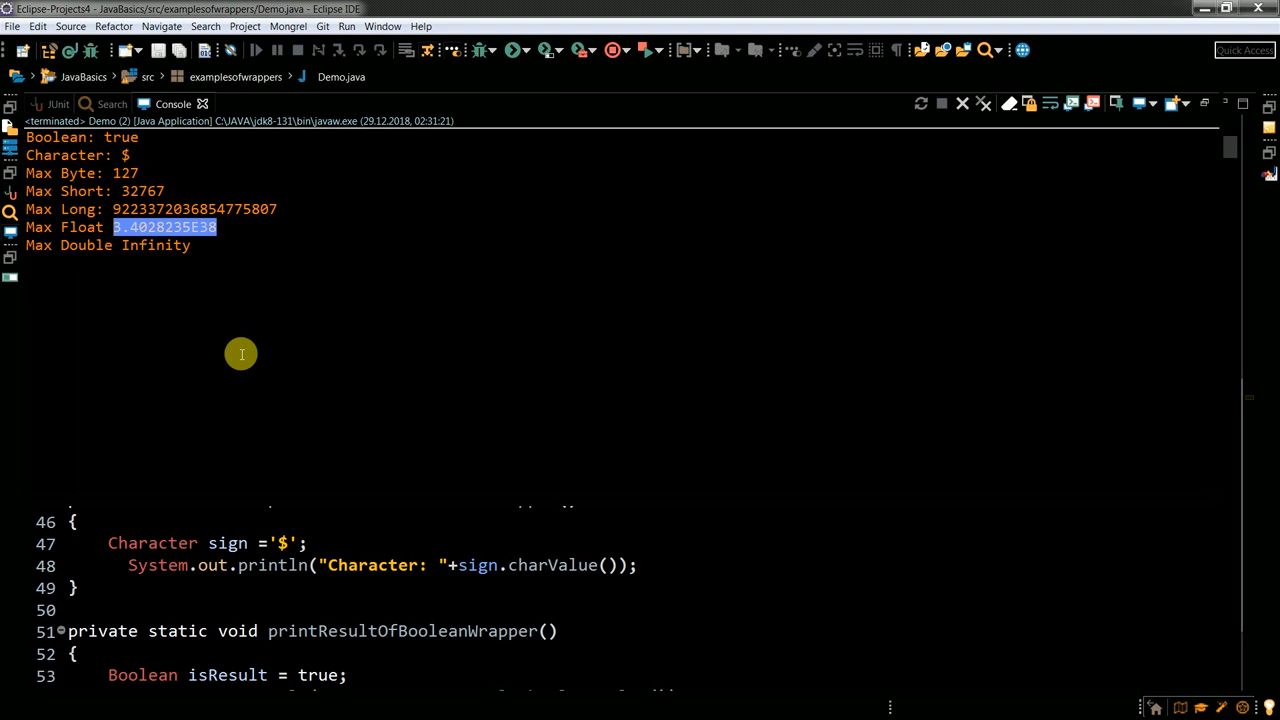 Eclipse-Projects4 - JavaBasics/src/examplesofwrappers/Demo.java - Eclipse IDE
File Edit Source Refactor Navigate Search Project Mongrel Git Run Window Help
Quick Access
JavaBasics src examplesofwrappers Demo.java
JUnit Search Console
<terminated> Demo (2) [Java Application] C:\JAVA\jdk8-131\bin\javaw.exe (29.12.2018, 02:31:21)
Boolean: true
Character: $
Max Byte: 127
Max Short: 32767
Max Long: 9223372036854775807
Max Float 3.4028235E38
Max Double Infinity
46 {
47 Character sign ='$';
48 System.out.println("Character: "+sign.charValue());
49 }
50
51 private static void printResultOfBooleanWrapper()
52 {
53 Boolean isResult = true;